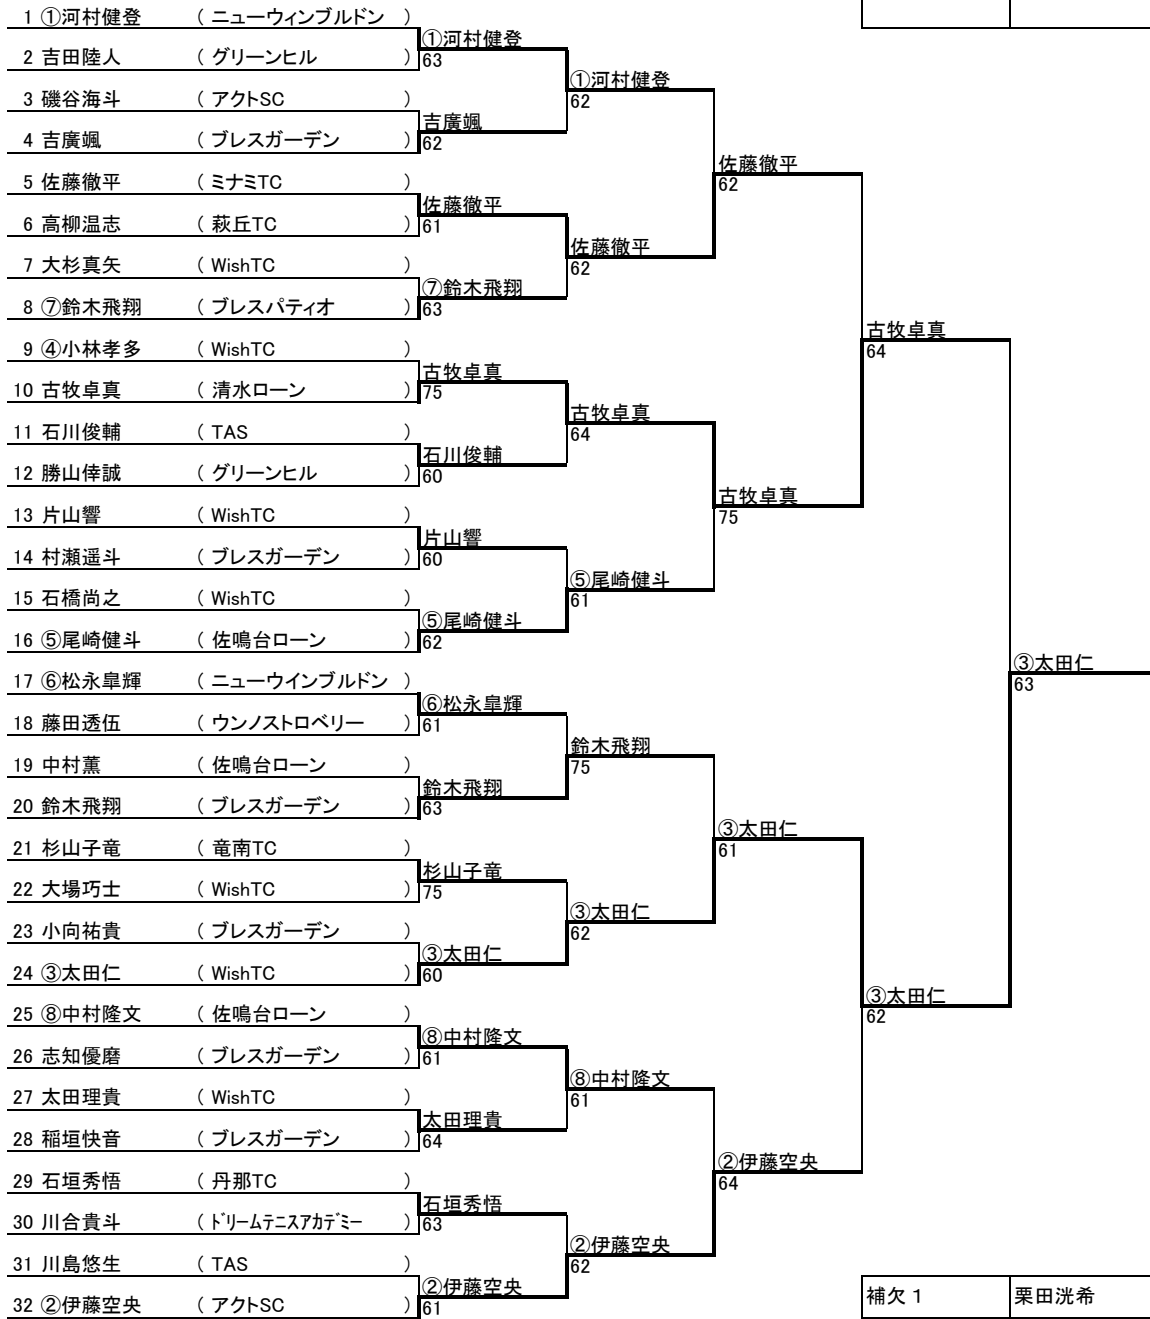 1 ①河村健登 ( ニューウィンブルドン )
2 吉田陸人 ( グリーンヒル )
3 磯谷海斗 ( アクトSC )
4 吉廣颯 ( ブレスガーデン )
5 佐藤徹平 ( ミナミTC )
6 高柳温志 ( 萩丘TC )
7 大杉真矢 ( WishTC )
8 ⑦鈴木飛翔 ( ブレスパティオ )
9 ④小林孝多 ( WishTC )
10 古牧卓真 ( 清水ローン )
11 石川俊輔 ( TAS )
12 勝山倖誠 ( グリーンヒル )
13 片山響 ( WishTC )
14 村瀬遥斗 ( ブレスガーデン )
15 石橋尚之 ( WishTC )
16 ⑤尾崎健斗 ( 佐鳴台ローン )
17 ⑥松永皐輝 ( ニューウインブルドン )
18 藤田透伍 ( ウンノストロベリー )
19 中村薫 ( 佐鳴台ローン )
20 鈴木飛翔 ( ブレスガーデン )
21 杉山子竜 ( 竜南TC )
22 大場巧士 ( WishTC )
23 小向祐貴 ( ブレスガーデン )
24 ③太田仁 ( WishTC )
25 ⑧中村隆文 ( 佐鳴台ローン )
26 志知優磨 ( ブレスガーデン )
27 太田理貴 ( WishTC )
28 稲垣快音 ( ブレスガーデン )
29 石垣秀悟 ( 丹那TC )
30 川合貴斗 ( ﾄﾞﾘｰﾑﾃﾆｽｱｶﾃﾞﾐｰ )
31 川島悠生 ( TAS )
32 ②伊藤空央 ( アクトSC )
①河村健登
63
吉廣颯
62
佐藤徹平
61
⑦鈴木飛翔
63
古牧卓真
75
石川俊輔
60
片山響
60
⑤尾崎健斗
62
⑥松永皐輝
61
鈴木飛翔
63
杉山子竜
75
③太田仁
60
⑧中村隆文
61
太田理貴
64
石垣秀悟
63
②伊藤空央
61
①河村健登
62
佐藤徹平
62
古牧卓真
64
⑤尾崎健斗
61
鈴木飛翔
75
③太田仁
62
⑧中村隆文
61
②伊藤空央
62
佐藤徹平
62
古牧卓真
75
③太田仁
61
②伊藤空央
64
古牧卓真
64
③太田仁
62
③太田仁
63
補欠 1 栗田洸希